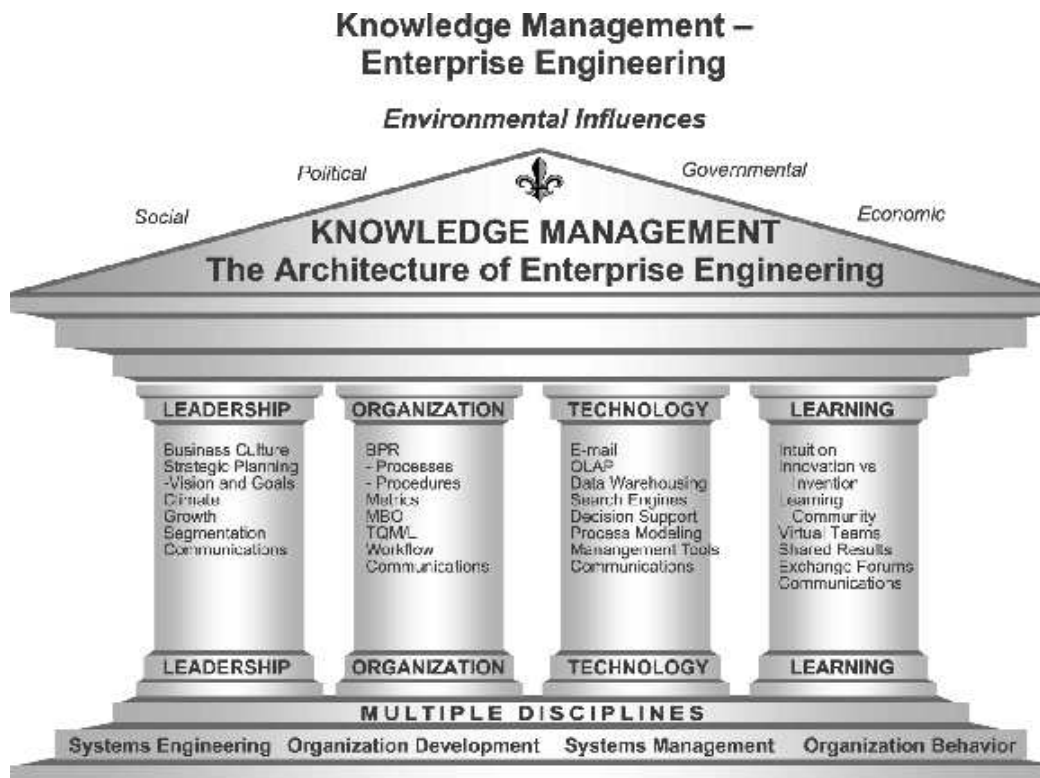 Knowledge Management –
Enterprise Engineering
Environmental Influences
Political
Governmental
Social
Economic
KNOWLEDGE MANAGEMENT
The Architecture of Enterprise Engineering
LEADERSHIP
Business Culture
Strategic Planning
-Vision and Goals
Climate
Growth
Segmentation
Communications
LEADERSHIP
ORGANIZATION
BPR
- Processes
- Procedures
Metrics
MBO
TQM/L
Workflow
Communications
ORGANIZATION
TECHNOLOGY
E-mail
OLAP
Data Warehousing
Search Engines
Decision Support
Process Modeling
Management Tools
Communications
TECHNOLOGY
LEARNING
Intuition
Innovation vs
Invention
Learning
Community
Virtual Teams
Shared Results
Exchange Forums
Communications
LEARNING
MULTIPLE DISCIPLINES
Systems Engineering Organization Development Systems Management Organization Behavior